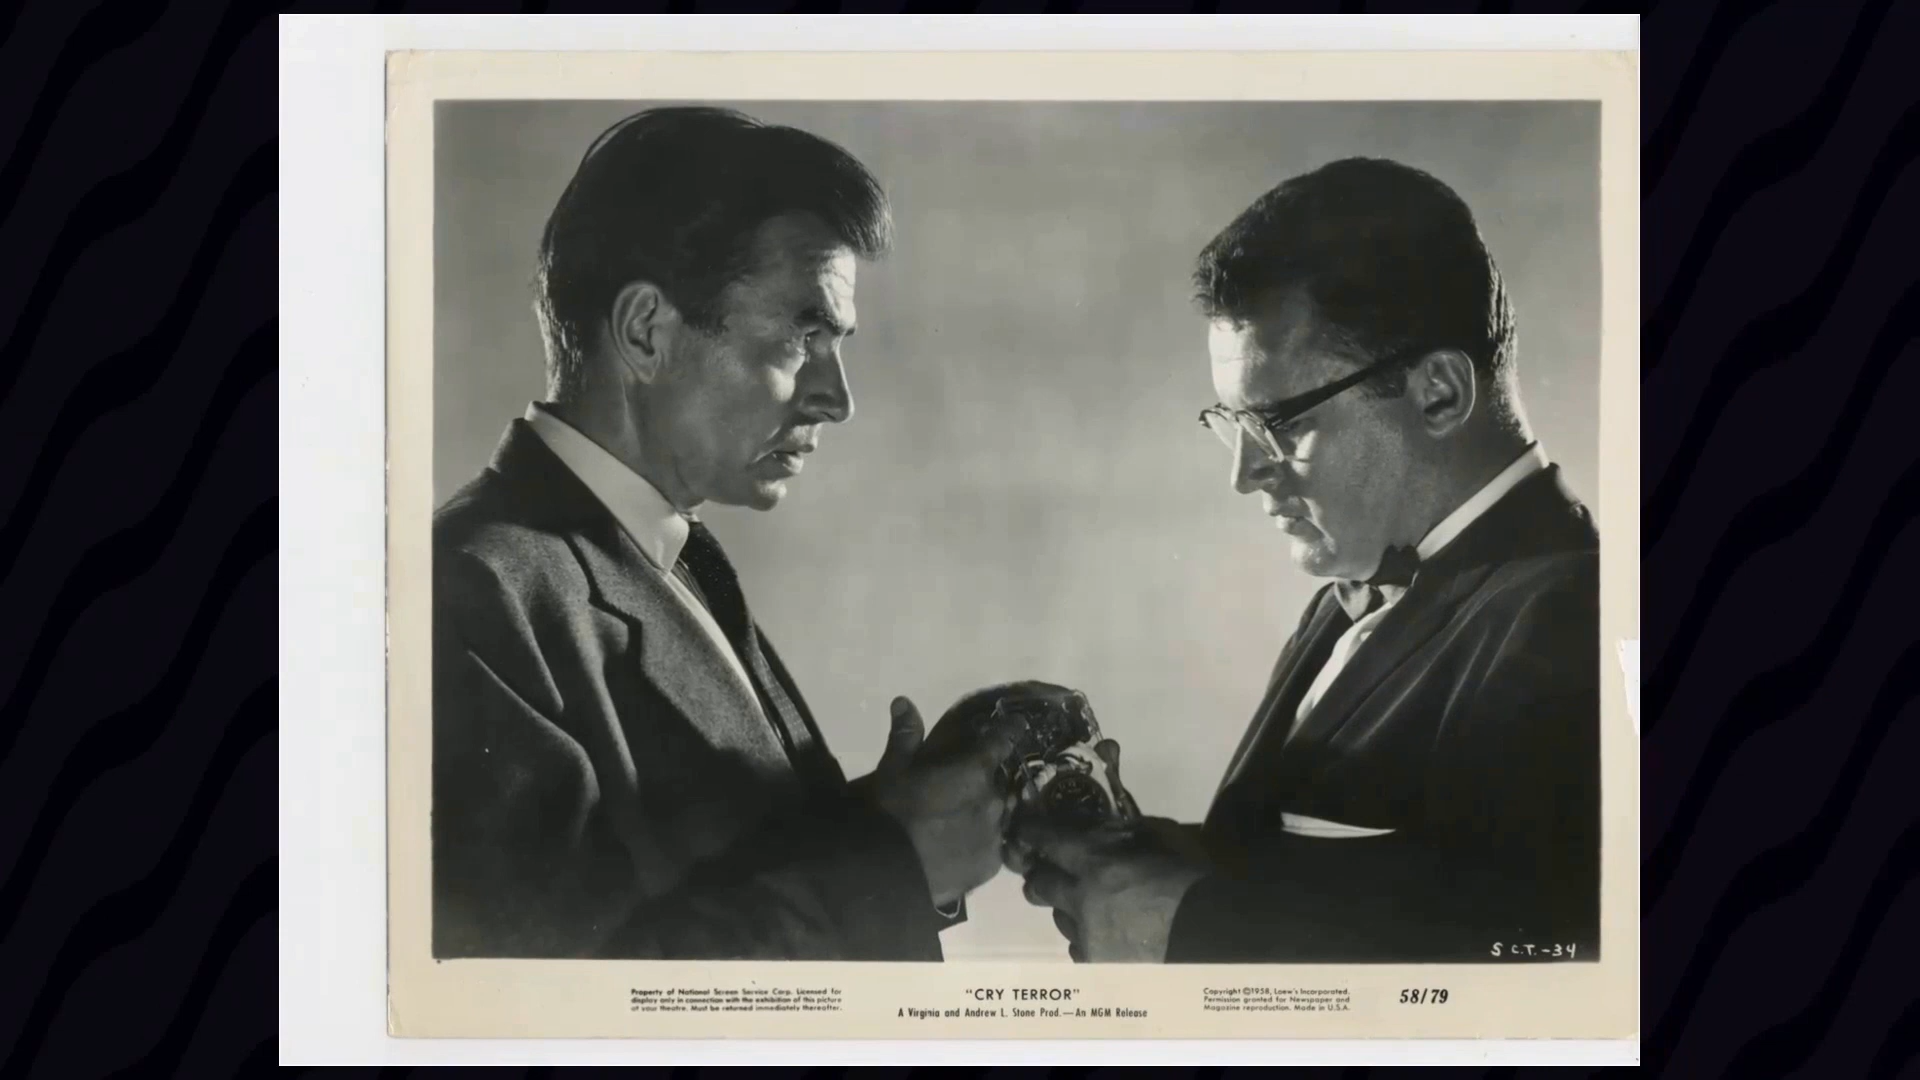 S C.T.-34
Property of National Screen Service Corp. Licensed for
display only in connection with the exhibition of this picture
at your theatre. Must be returned immediately thereafter.
"CRY TERROR"
A Virginia and Andrew L. Stone Prod.—An MGM Release
Copyright ©1958, Loew's Incorporated.
Permission granted for Newspaper and
Magazine reproduction. Made in U.S.A.
58/79